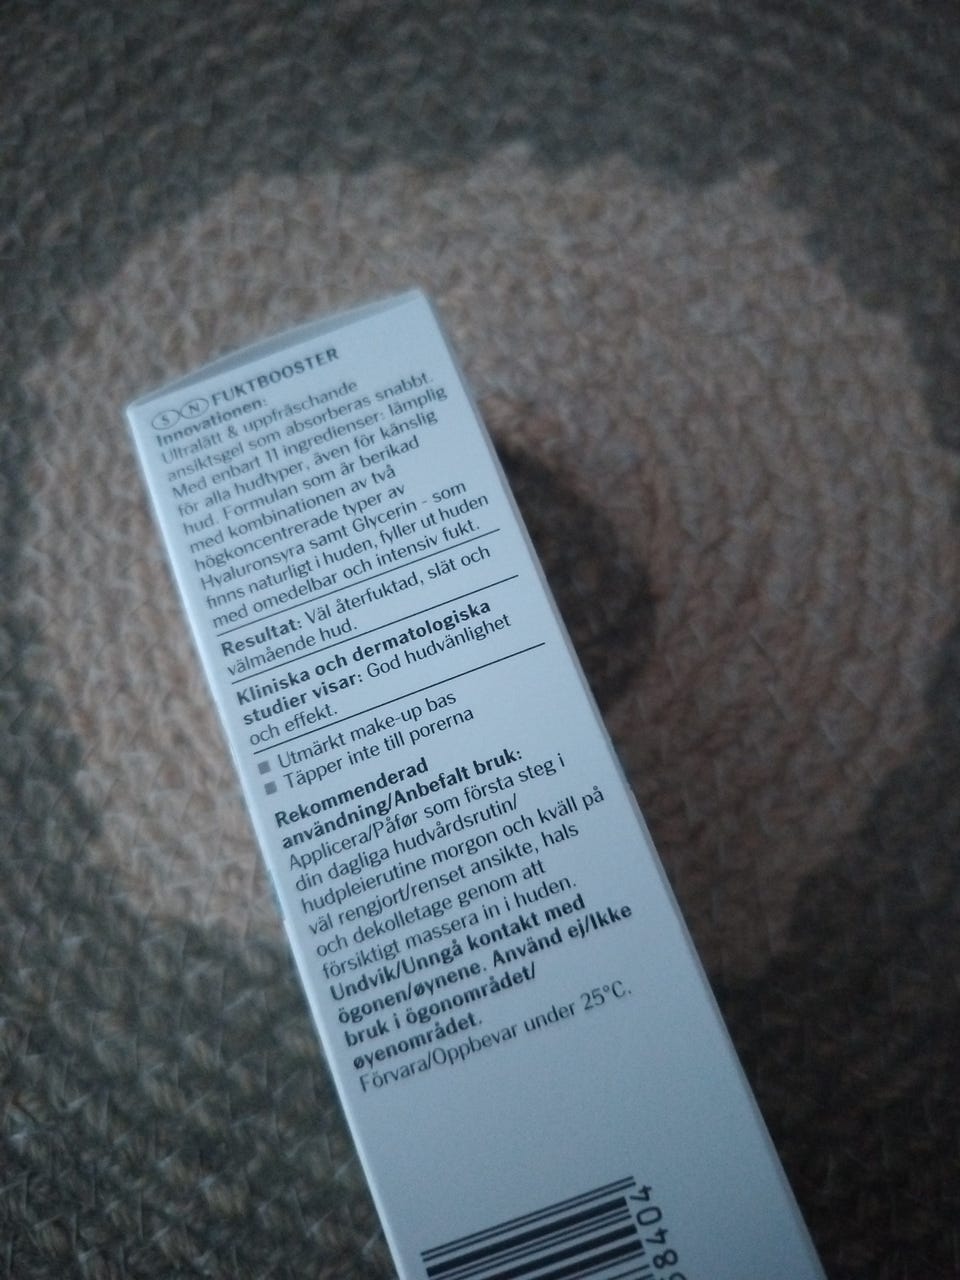 S N FUKTBOOSTER
Innovationen:
Ultralätt & uppfräschande
ansiktsgel som absorberas snabbt.
Med enbart 11 ingredienser: lämplig
för alla hudtyper, även för känslig
hud. Formulan som är berikad
med kombinationen av två
högkoncentrerade typer av
Hyaluronsyra samt Glycerin - som
finns naturligt i huden, fyller ut huden
med omedelbar och intensiv fukt.
Resultat: Väl återfuktad, slät och
välmående hud.
Kliniska och dermatologiska
studier visar: God hudvänlighet
och effekt.
Utmärkt make-up bas
Täpper inte till porerna
Rekommenderad
användning/Anbefalt bruk:
Applicera/Påfør som första steg i
din dagliga hudvårdsrutin/
hudpleierutine morgon och kväll på
väl rengjort/renset ansikte, hals
och dekolletage genom att
försiktigt massera in i huden.
Undvik/Unngå kontakt med
ögonen/øynene. Använd ej/Ikke
bruk i ögonområdet/
øyenområdet.
Förvara/Oppbevar under 25°C.